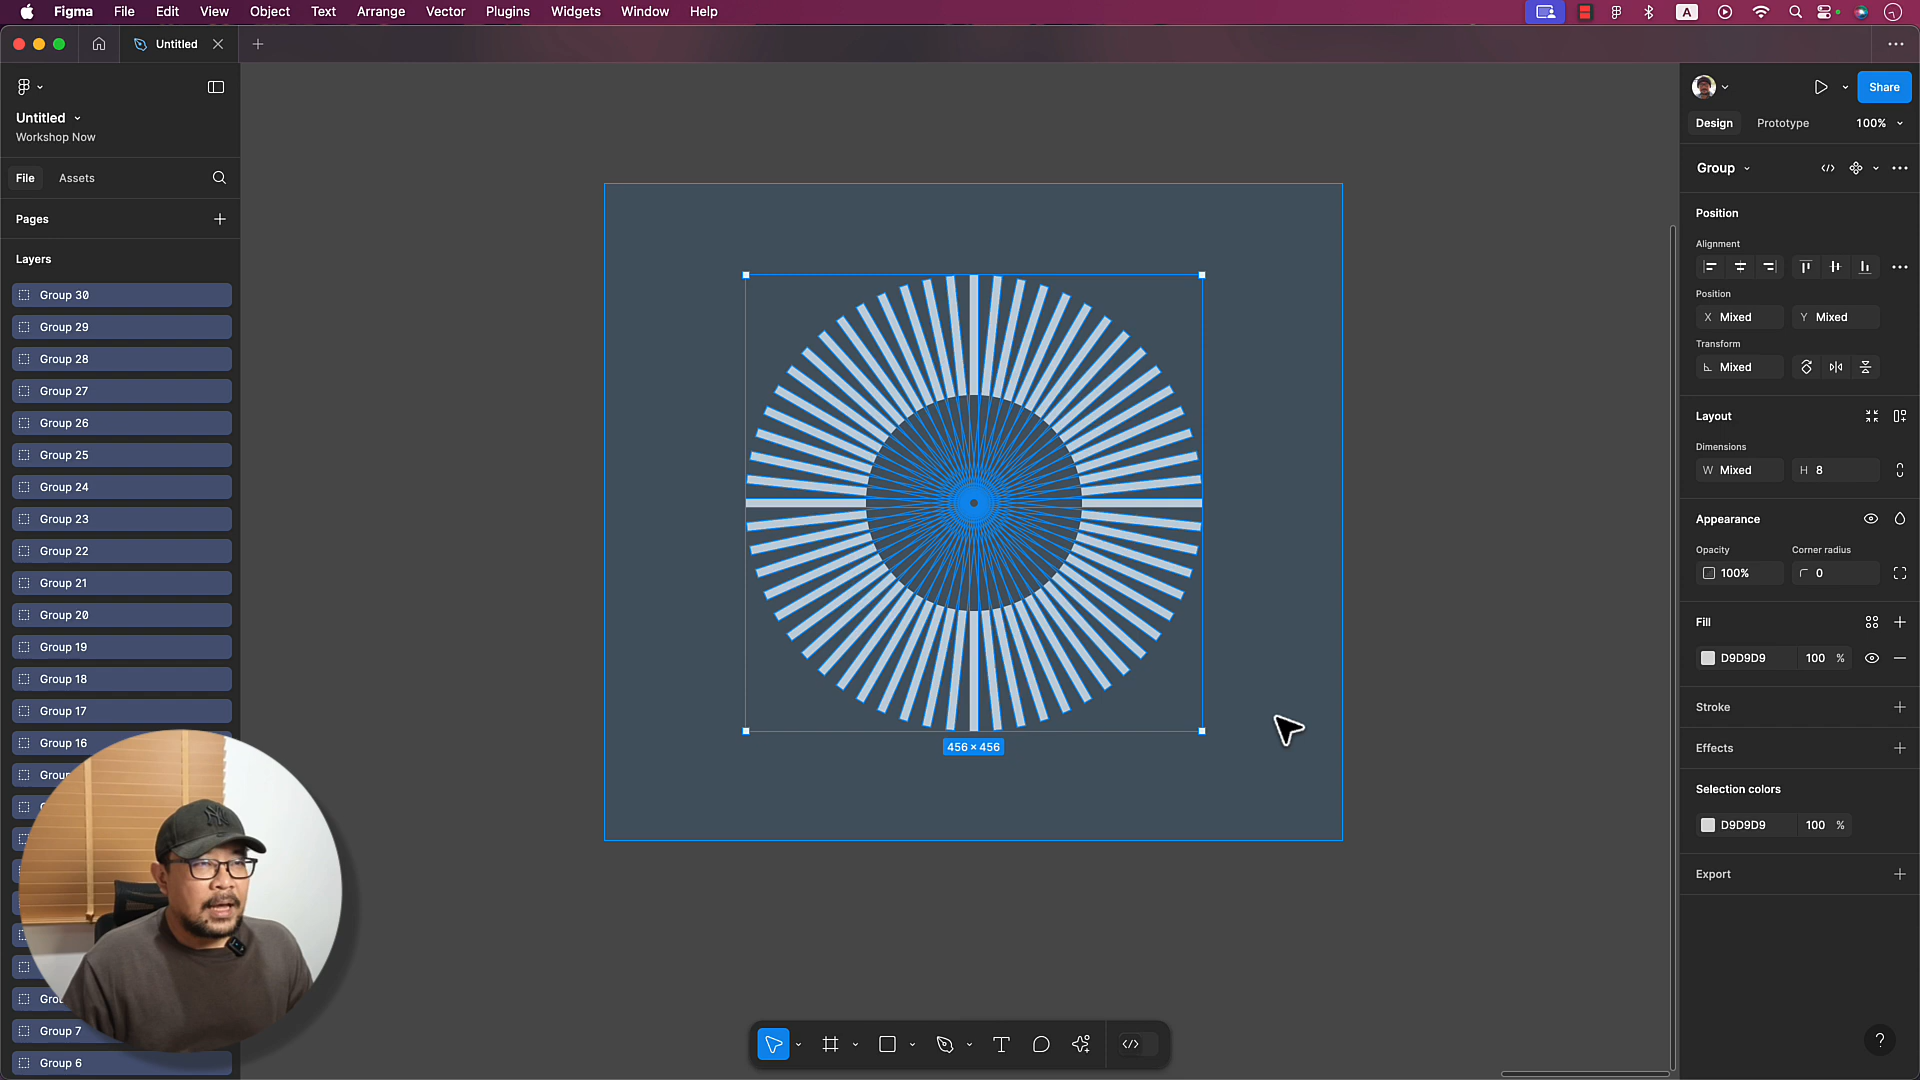 Figma File Edit View Object Text Arrange Vector Plugins Widgets Window Help
A
Untitled
Untitled
Workshop Now
File Assets
Pages
Layers
Group 30
Group 29
Group 28
Group 27
Group 26
Group 25
Group 24
Group 23
Group 22
Group 21
Group 20
Group 19
Group 18
Group 17
Group 16
Group 7
Group 6
456 × 456
Share
Design Prototype 100%
Group
Position
Alignment
Position
X Mixed Y Mixed
Transform
Mixed
Layout
Dimensions
W Mixed H 8
Appearance
Opacity Corner radius
100% 0
Fill
D9D9D9 100 %
Stroke
Effects
Selection colors
D9D9D9 100 %
Export
?